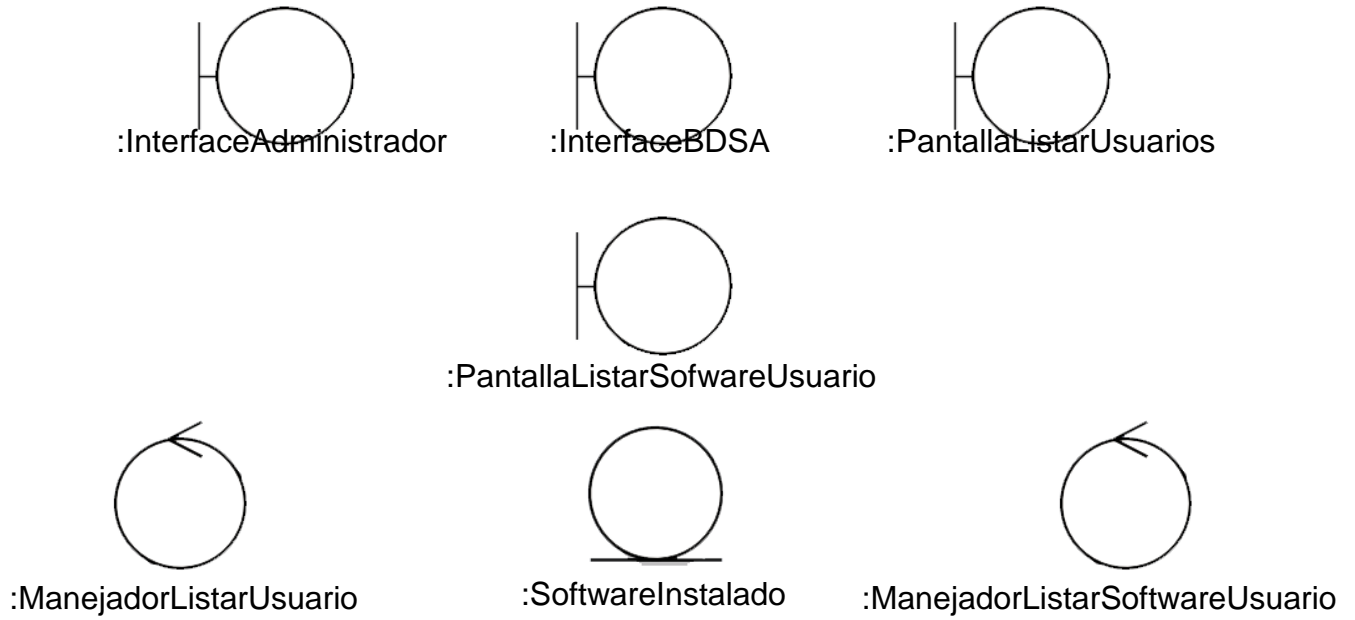 :InterfaceAdministrador :InterfaceBDSA :PantallaListarUsuarios
:PantallaListarSofwareUsuario
:ManejadorListarUsuario :SoftwareInstalado :ManejadorListarSoftwareUsuario